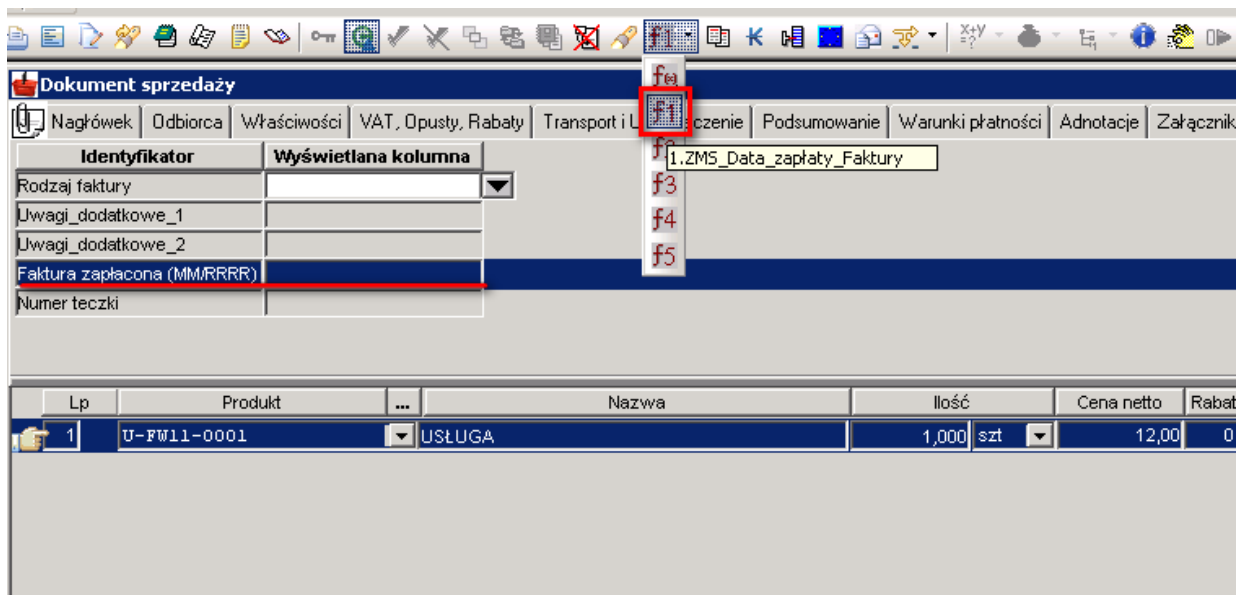 f1
X+Y
=?
Dokument sprzedaży
f(x)
Nagłówek Odbiorca Właściwości VAT, Opusty, Rabaty Transport i U f1 czenie Podsumowanie Warunki płatności Adnotacje Załącznik
Identyfikator Wyświetlana kolumna
1.ZMS_Data_zapłaty_Faktury
Rodzaj faktury f3
Uwagi_dodatkowe_1 f4
Uwagi_dodatkowe_2 f5
Faktura zapłacona (MM/RRRR)
Numer teczki
Lp Produkt ... Nazwa Ilość Cena netto Rabat
1 U-FW11-0001 USŁUGA 1,000 szt 12,00 0